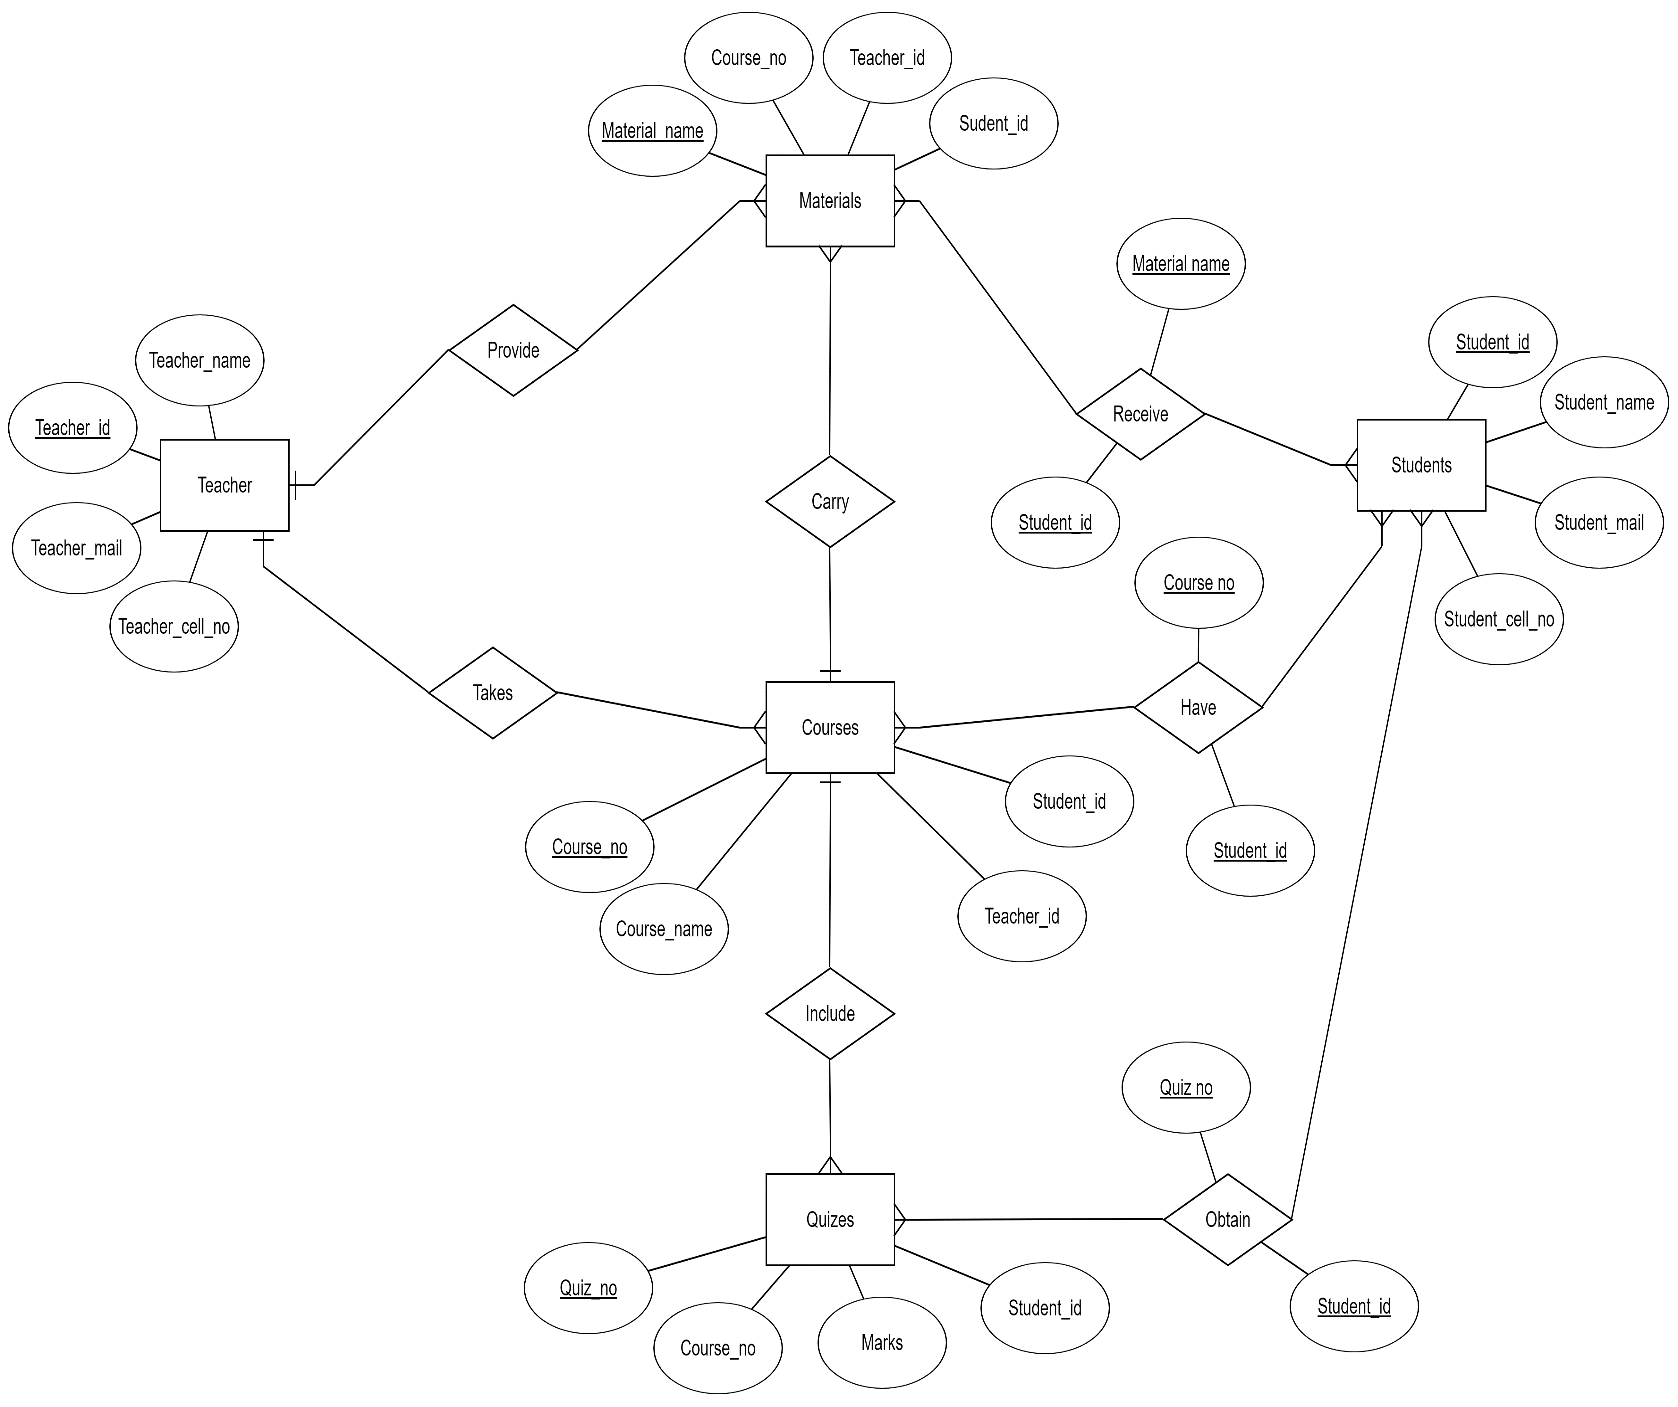 Course_no
Teacher_id
Material_name
Sudent_id
Materials
Material name
Provide
Teacher_name
Student_id
Student_name
Receive
Teacher_id
Students
Teacher
Carry
Student_id
Student_mail
Teacher_mail
Course no
Teacher_cell_no
Student_cell_no
Takes
Have
Courses
Student_id
Course_no
Student_id
Teacher_id
Course_name
Include
Quiz no
Quizes
Obtain
Quiz_no
Student_id
Student_id
Course_no
Marks